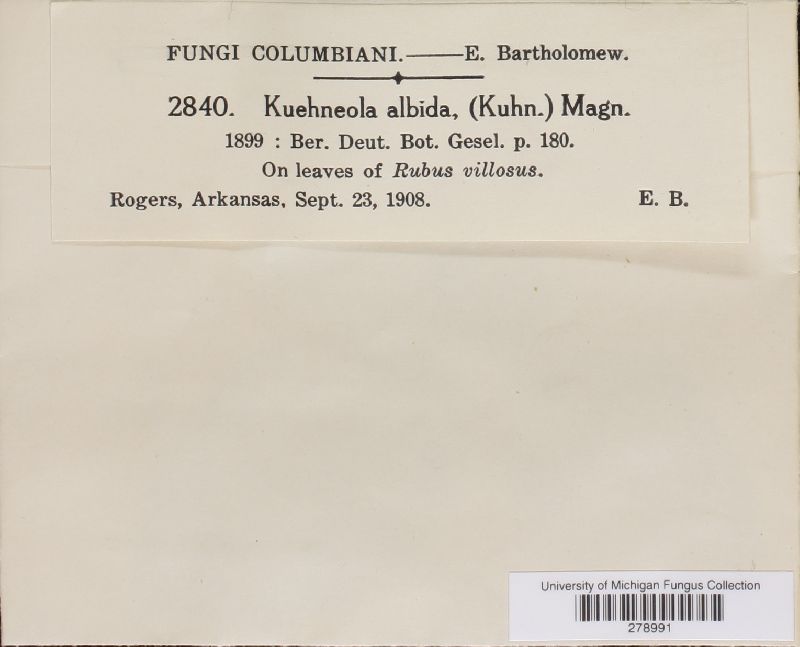 FUNGI COLUMBIANI.——E. Bartholomew.
2840. Kuehneola albida, (Kuhn.) Magn.
1899 : Ber. Deut. Bot. Gesel. p. 180.
On leaves of Rubus villosus.
Rogers, Arkansas, Sept. 23, 1908. E. B.
University of Michigan Fungus Collection
278991